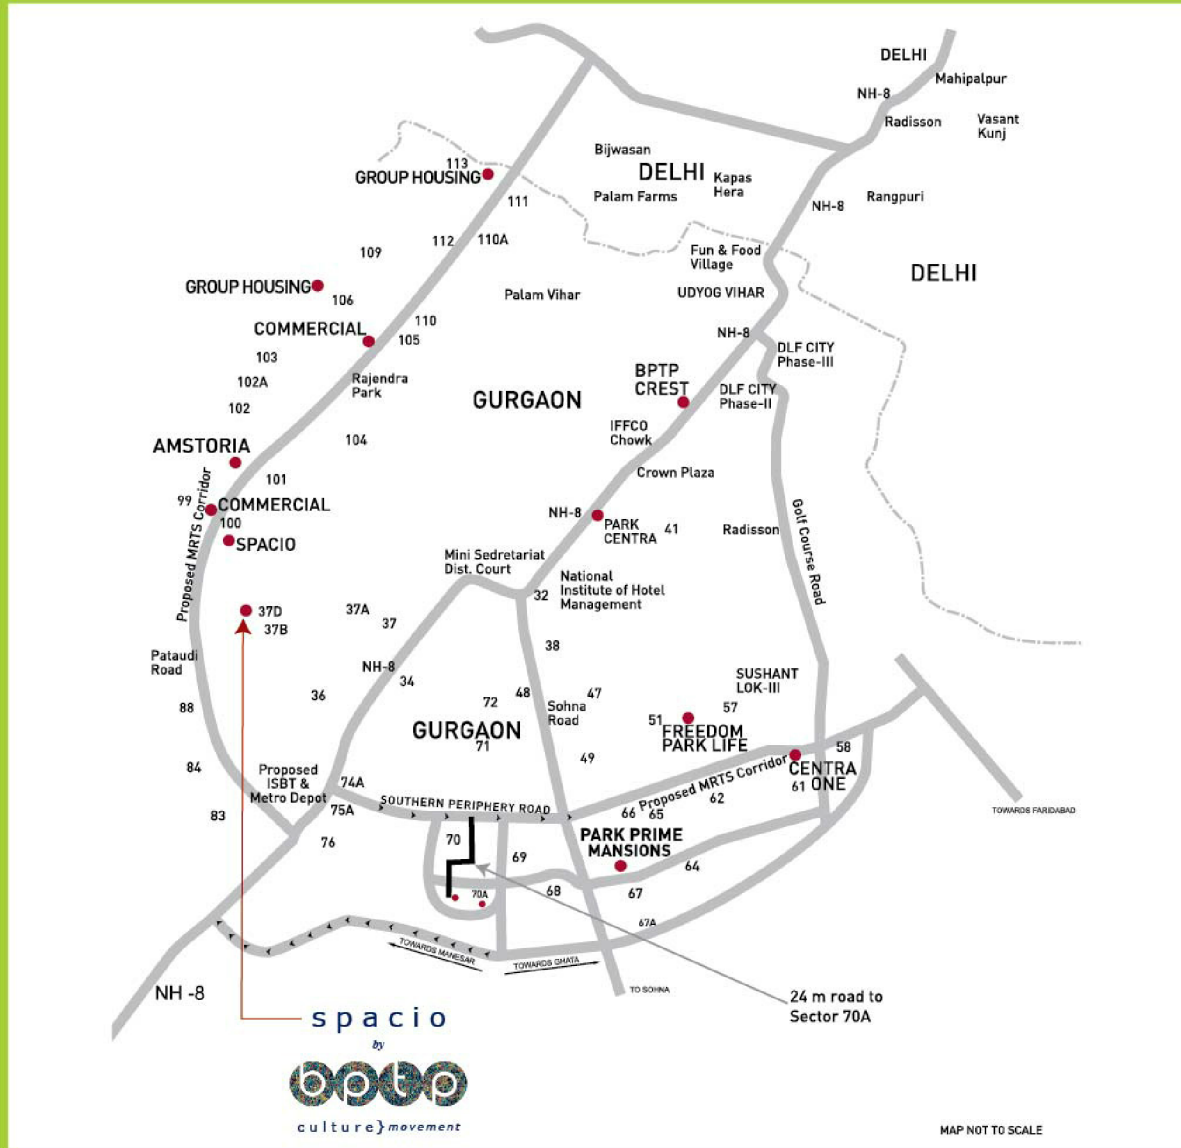 DELHI
Mahipalpur
NH-8
Radisson
Vasant
Kunj
Bijwasan
DELHI
Kapas
Hera
Palam Farms
NH-8
Rangpuri
113
GROUP HOUSING
111
112
110A
109
Fun & Food
Village
DELHI
GROUP HOUSING
106
Palam Vihar
UDYOG VIHAR
COMMERCIAL
110
105
NH-8
DLF CITY
Phase-III
103
102A
102
Rajendra
Park
BPTP
CREST
DLF CITY
Phase-II
GURGAON
IFFCO
Chowk
104
AMSTORIA
101
Crown Plaza
Proposed MRTS Corridor
99
COMMERCIAL
100
SPACIO
NH-8
PARK
CENTRA
41
Radisson
Golf Course Road
Mini Sedretariat
Dist. Court
National
Institute of Hotel
Management
32
37D
37B
37A
37
38
Pataudi
Road
NH-8
34
36
88
72
48
47
Sohna
Road
SUSHANT
LOK-III
57
51
FREEDOM
PARK LIFE
GURGAON
71
49
58
84
Proposed
ISBT &
Metro Depot
74A
75A
SOUTHERN PERIPHERY ROAD
Proposed MRTS Corridor
CENTRA
61 ONE
62
66
65
TOWARDS FARIDABAD
83
76
70
69
PARK PRIME
MANSIONS
64
70A
68
67
67A
TOWARDS MANESAR
TOWARDS GHATA
TO SOHNA
NH -8
24 m road to
Sector 70A
spacio
by
bptp
culture}movement
MAP NOT TO SCALE